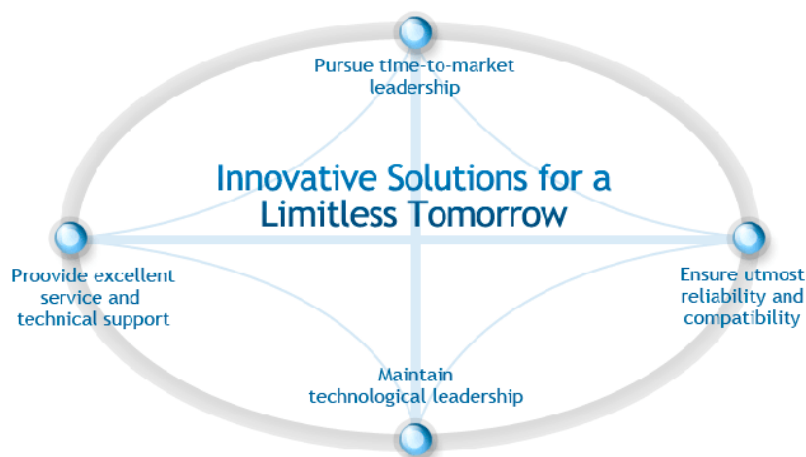 Pursue time-to-market
leadership
Innovative Solutions for a
Limitless Tomorrow
Proovide excellent
service and
technical support
Ensure utmost
reliability and
compatibility
Maintain
technological leadership